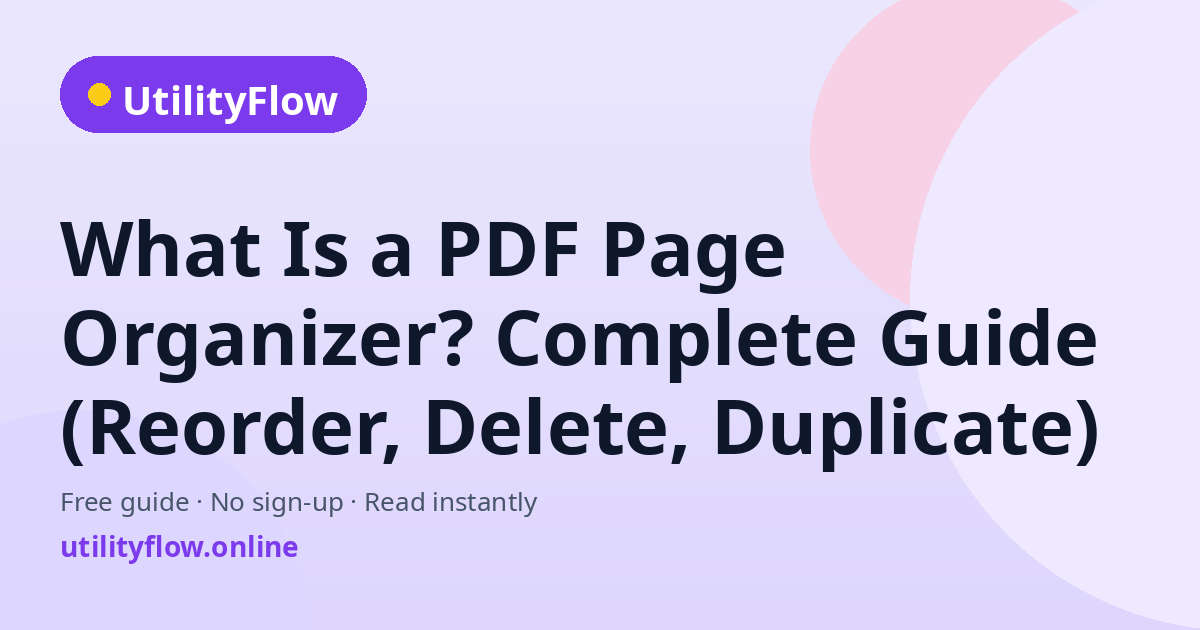 UtilityFlow
What Is a PDF Page
Organizer? Complete Guide
(Reorder, Delete, Duplicate)
Free guide · No sign-up · Read instantly
utilityflow.online